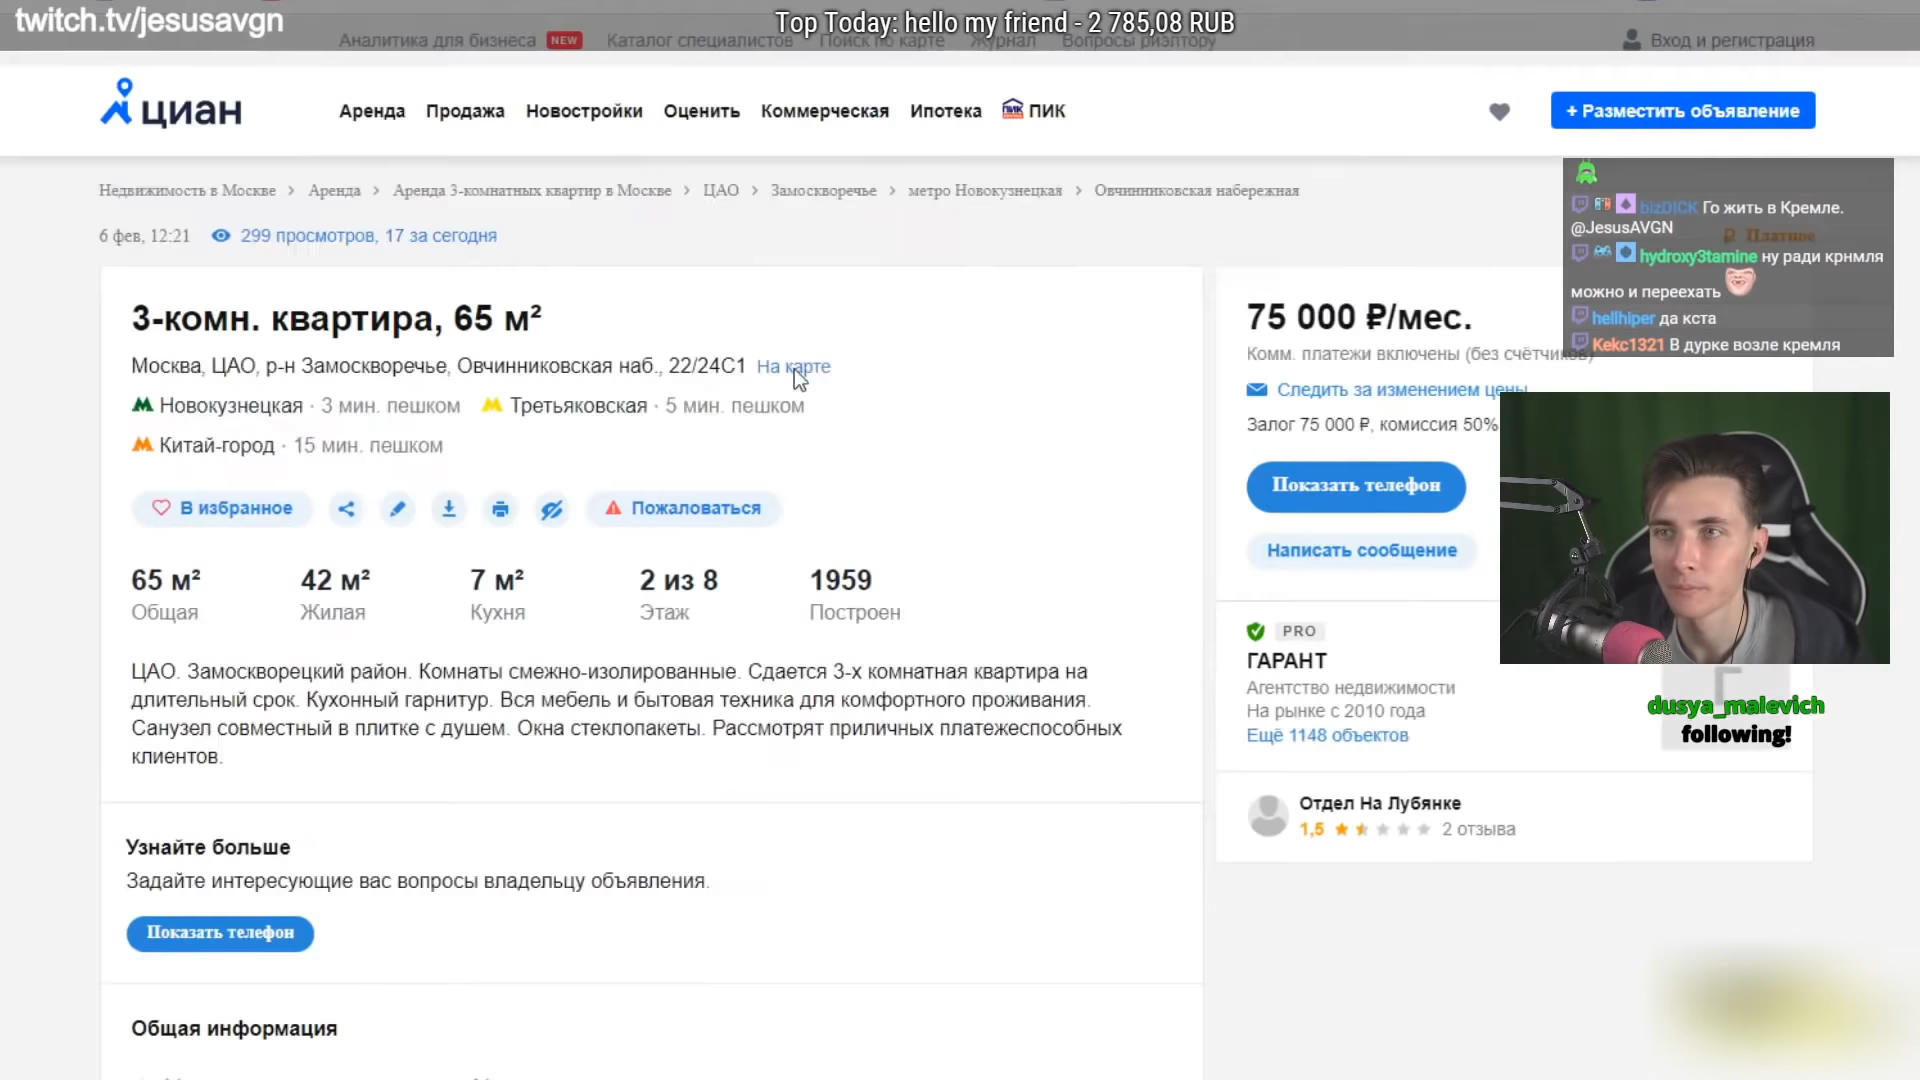 twitch.tv/jesusavgn
Top Today: hello my friend - 2 785,08 RUB
Аналитика для бизнеса NEW Каталог специалистов Поиск по карте Журнал Вопросы риэлтору Вход и регистрация
циан Аренда Продажа Новостройки Оценить Коммерческая Ипотека ПИК ПИК + Разместить объявление
Недвижимость в Москве > Аренда > Аренда 3-комнатных квартир в Москве > ЦАО > Замоскворечье > метро Новокузнецкая > Овчинниковская набережная
6 фев, 12:21 299 просмотров, 17 за сегодня
₽ Платное
3-комн. квартира, 65 м²
Москва, ЦАО, р-н Замоскворечье, Овчинниковская наб., 22/24С1 На карте
Новокузнецкая · 3 мин. пешком Третьяковская · 5 мин. пешком
Китай-город · 15 мин. пешком
В избранное Пожаловаться
65 м² 42 м² 7 м² 2 из 8 1959
Общая Жилая Кухня Этаж Построен
ЦАО. Замоскворецкий район. Комнаты смежно-изолированные. Сдается 3-х комнатная квартира на
длительный срок. Кухонный гарнитур. Вся мебель и бытовая техника для комфортного проживания.
Санузел совместный в плитке с душем. Окна стеклопакеты. Рассмотрят приличных платежеспособных
клиентов.
Узнайте больше
Задайте интересующие вас вопросы владельцу объявления.
Показать телефон
Общая информация
75 000 ₽/мес.
Комм. платежи включены (без счётчиков)
Следить за изменением цены
Залог 75 000 ₽, комиссия 50%
Показать телефон
Написать сообщение
PRO
ГАРАНТ
Агентство недвижимости
На рынке с 2010 года
Ещё 1148 объектов
Г
Отдел На Лубянке
1,5 2 отзыва
bizDICK Го жить в Кремле.
@JesusAVGN
hydroxy3tamine ну ради крнмля
можно и переехать
hellhiper да кста
Kekc1321 В дурке возле кремля
dusya_malevich
following!